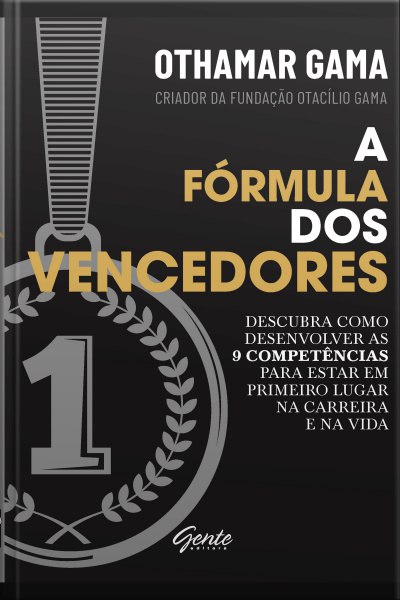 OTHAMAR GAMA
CRIADOR DA FUNDAÇÃO OTACÍLIO GAMA
A
FÓRMULA
DOS
VENCEDORES
DESCUBRA COMO
DESENVOLVER AS
9 COMPETÊNCIAS
PARA ESTAR EM
PRIMEIRO LUGAR
NA CARREIRA
E NA VIDA
1
Gente
editora